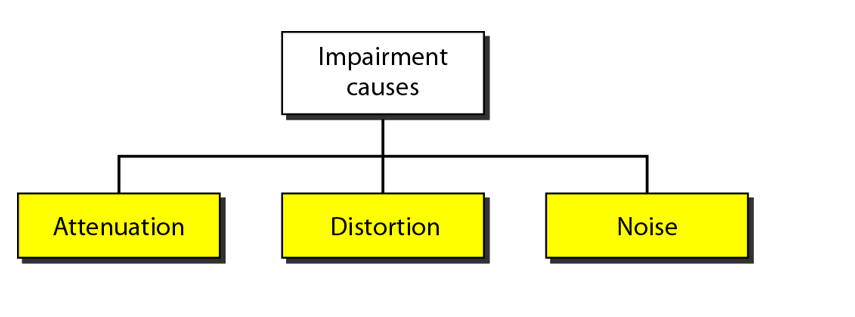 Impairment
causes
Attenuation
Distortion
Noise